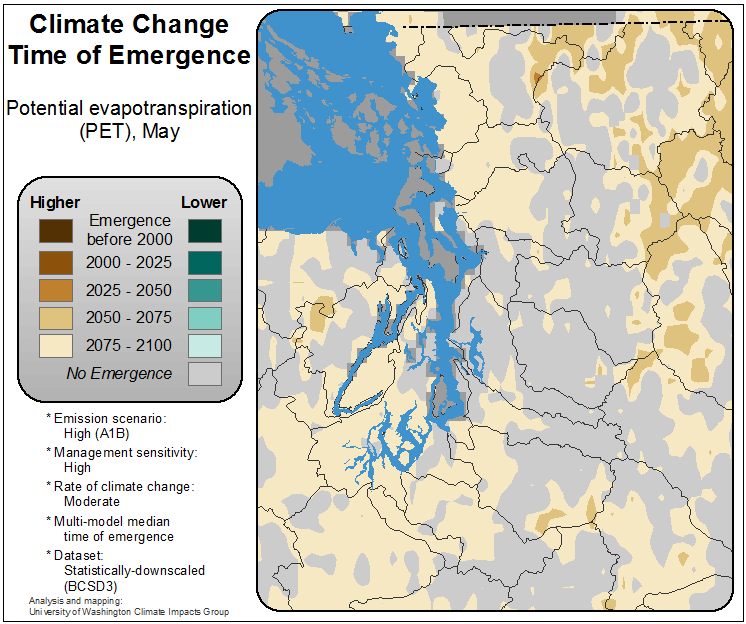 Climate Change
Time of Emergence
Potential evapotranspiration
(PET), May
Higher Lower
Emergence
before 2000
2000 - 2025
2025 - 2050
2050 - 2075
2075 - 2100
No Emergence
* Emission scenario:
High (A1B)
* Management sensitivity:
High
* Rate of climate change:
Moderate
* Multi-model median
time of emergence
* Dataset:
Statistically-downscaled
(BCSD3)
Analysis and mapping:
University of Washington Climate Impacts Group